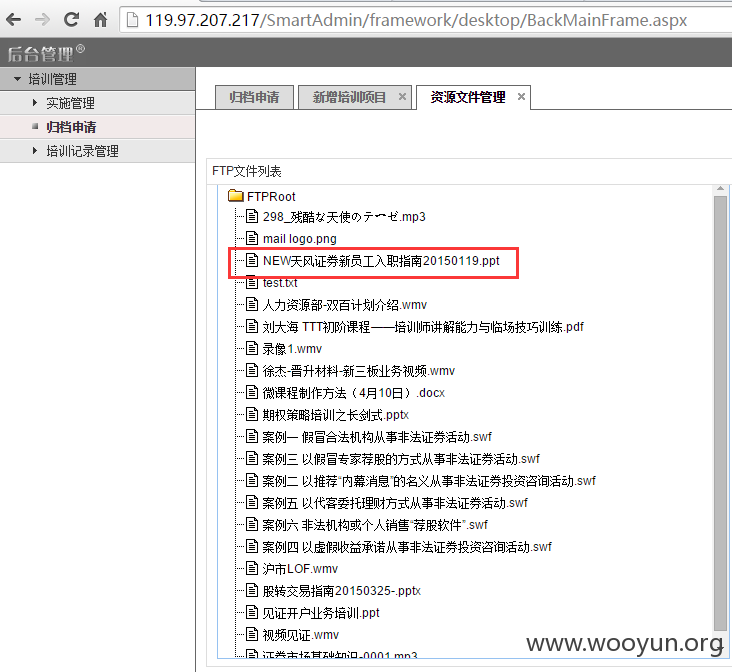 119.97.207.217/SmartAdmin/framework/desktop/BackMainFrame.aspx
后台管理®
培训管理
实施管理
归档申请
培训记录管理
归档申请 新增培训项目 资源文件管理
FTP文件列表
FTPRoot
298_残酷な天使のテーゼ.mp3
mail logo.png
NEW天风证券新员工入职指南20150119.ppt
test.txt
人力资源部-双百计划介绍.wmv
刘大海 TTT初阶课程——培训师讲解能力与临场技巧训练.pdf
录像1.wmv
徐杰-晋升材料-新三板业务视频.wmv
微课程制作方法（4月10日）.docx
期权策略培训之长剑式.pptx
案例一 假冒合法机构从事非法证券活动.swf
案例三 以假冒专家荐股的方式从事非法证券活动.swf
案例二 以推荐“内幕消息”的名义从事非法证券投资咨询活动.swf
案例五 以代客委托理财方式从事非法证券活动.swf
案例六 非法机构或个人销售“荐股软件”.swf
案例四 以虚假收益承诺从事非法证券投资咨询活动.swf
沪市LOF.wmv
股转交易指南20150325-.pptx
见证开户业务培训.ppt
视频见证.wmv
证券市场基础知识-0001.mp3
www.wooyun.org